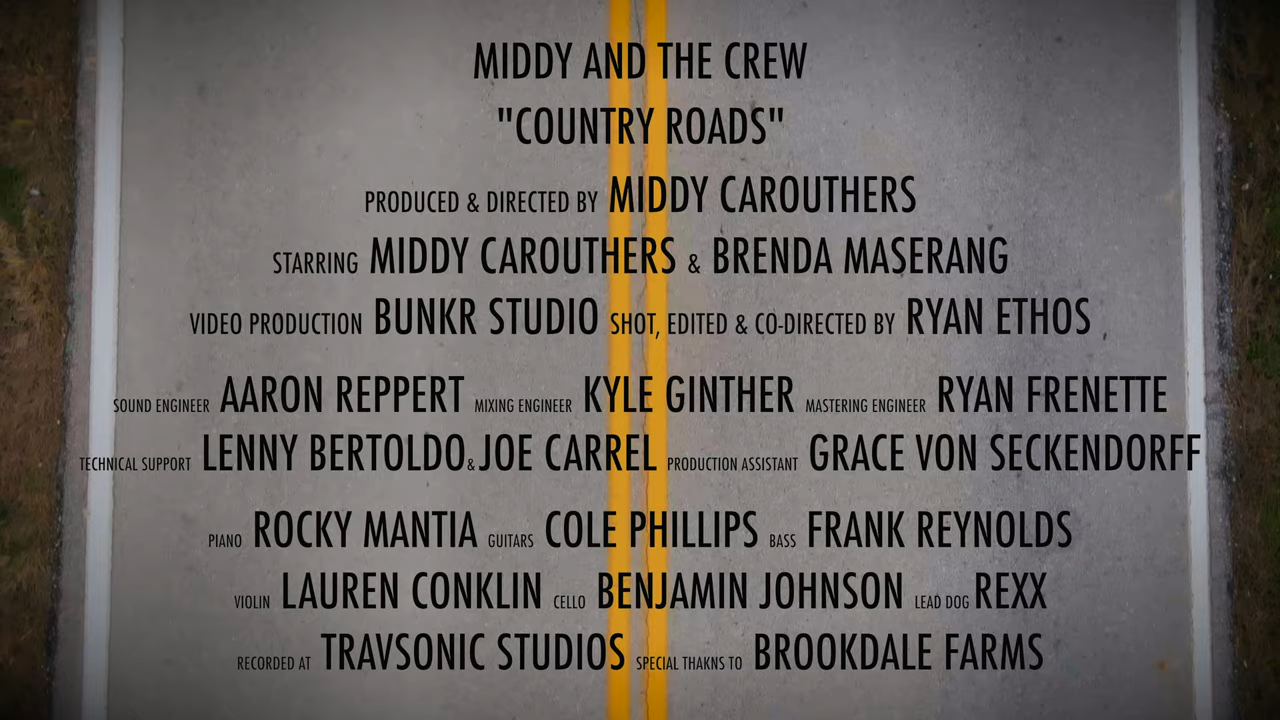 MIDDY AND THE CREW
"COUNTRY ROADS"
PRODUCED & DIRECTED BY MIDDY CAROUTHERS
STARRING MIDDY CAROUTHERS & BRENDA MASERANG
VIDEO PRODUCTION BUNKR STUDIO SHOT, EDITED & CO-DIRECTED BY RYAN ETHOS
SOUND ENGINEER AARON REPPERT MIXING ENGINEER KYLE GINTHER MASTERING ENGINEER RYAN FRENETTE
TECHNICAL SUPPORT LENNY BERTOLDO & JOE CARREL PRODUCTION ASSISTANT GRACE VON SECKENDORFF
PIANO ROCKY MANTIA GUITARS COLE PHILLIPS BASS FRANK REYNOLDS
VIOLIN LAUREN CONKLIN CELLO BENJAMIN JOHNSON LEAD DOG REXX
RECORDED AT TRAVSONIC STUDIOS SPECIAL THAKNS TO BROOKDALE FARMS